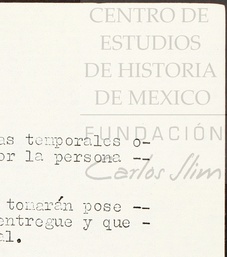 CENTRO DE
ESTUDIOS
DE HISTORIA
DE MEXICO
FUNDACIÓN
Carlos Slim
as temporales o-
or la persona --
tomarán pose --
entregue y que -
al.